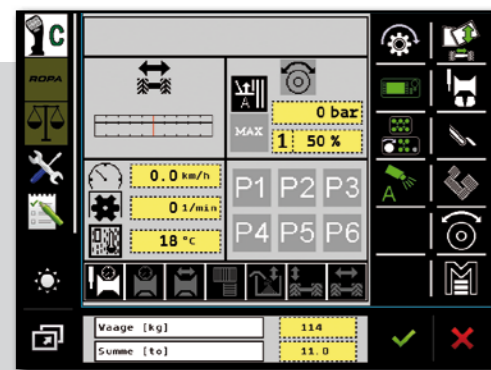 C
ROPA
A
0 bar
MAX
1 50 %
0.0 km/h
0 1/min
18 °C
P1 P2 P3
P4 P5 P6
A
M
Waage [kg] 114
Summe [to] 11.0